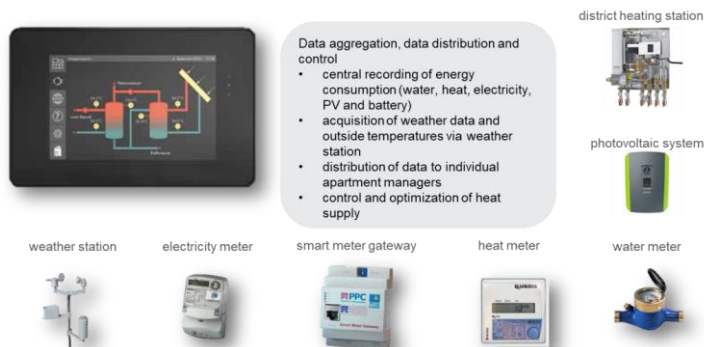 district heating station
Data aggregation, data distribution and
control
• central recording of energy
consumption (water, heat, electricity,
PV and battery)
• acquisition of weather data and
outside temperatures via weather
station
• distribution of data to individual
apartment managers
• control and optimization of heat
supply
photovoltaic system
weather station
electricity meter
smart meter gateway
heat meter
water meter
PPC
Smart Meter Gateway